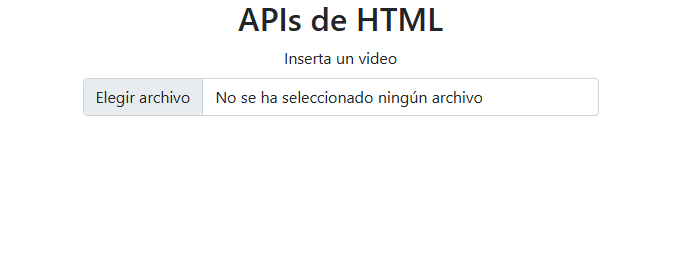 APIs de HTML
Inserta un video
Elegir archivo No se ha seleccionado ningún archivo